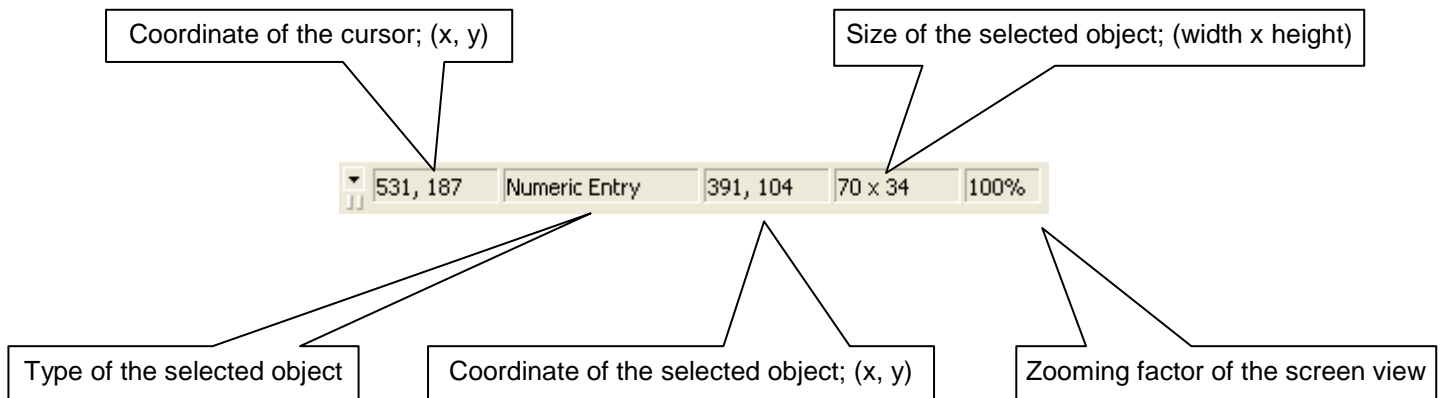 Coordinate of the cursor; (x, y)
Size of the selected object; (width x height)
531, 187 Numeric Entry 391, 104 70 x 34 100%
Type of the selected object
Coordinate of the selected object; (x, y)
Zooming factor of the screen view